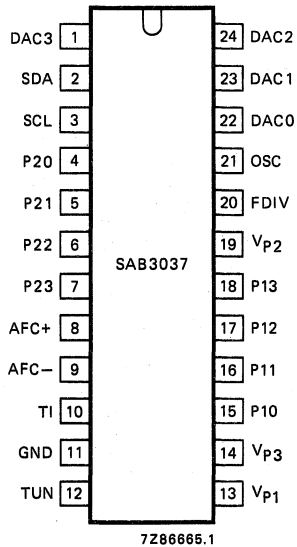 DAC3 1 24 DAC2
SDA 2 23 DAC1
SCL 3 22 DAC0
P20 4 21 OSC
P21 5 20 FDIV
P22 6 19 VP2
P23 7 18 P13
SAB3037
AFC+ 8 17 P12
AFC− 9 16 P11
TI 10 15 P10
GND 11 14 VP3
TUN 12 13 VP1
7Z86665.1